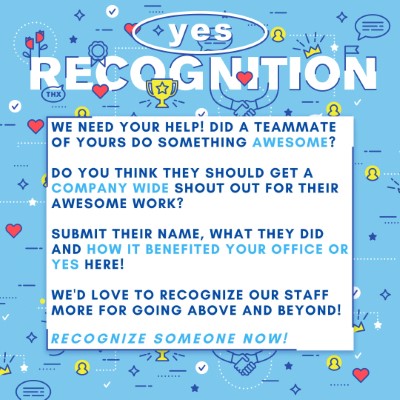 yes
RECOGNITION
THX
WE NEED YOUR HELP! DID A TEAMMATE
OF YOURS DO SOMETHING AWESOME?
DO YOU THINK THEY SHOULD GET A
COMPANY WIDE SHOUT OUT FOR THEIR
AWESOME WORK?
SUBMIT THEIR NAME, WHAT THEY DID
AND HOW IT BENEFITED YOUR OFFICE OR
YES HERE!
WE'D LOVE TO RECOGNIZE OUR STAFF
MORE FOR GOING ABOVE AND BEYOND!
RECOGNIZE SOMEONE NOW!